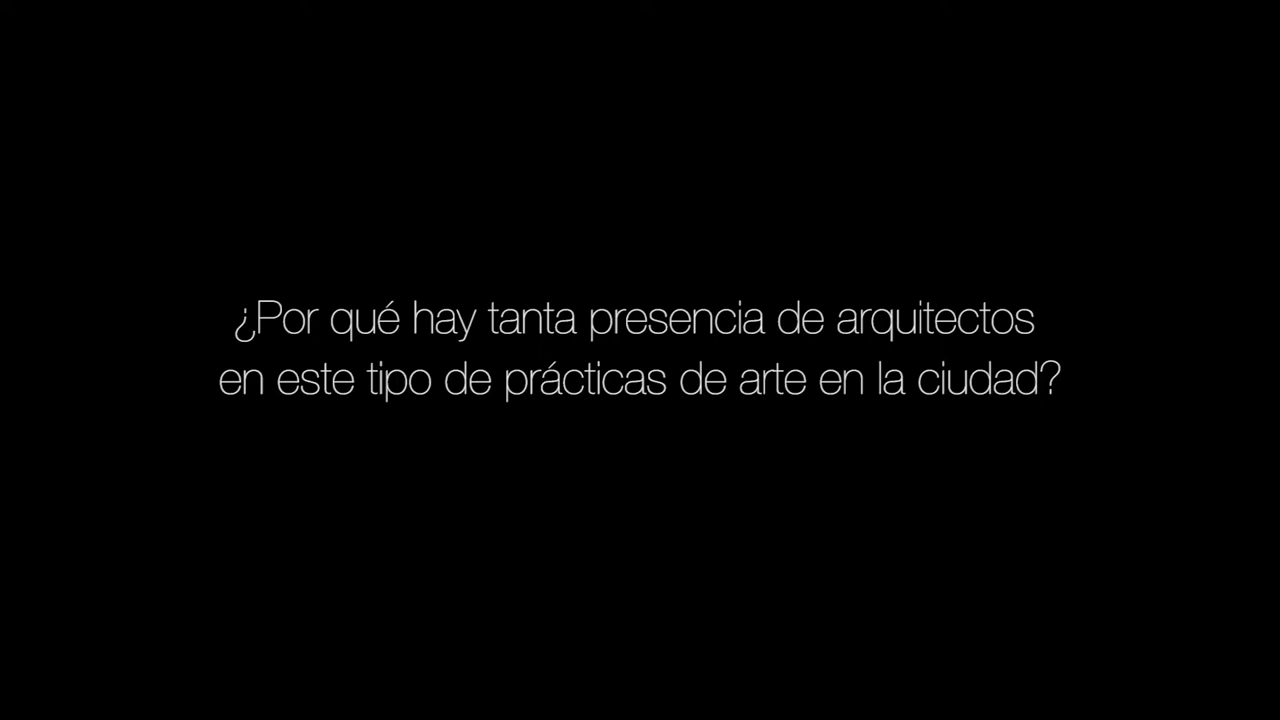 ¿Por qué hay tanta presencia de arquitectos
en este tipo de prácticas de arte en la ciudad?